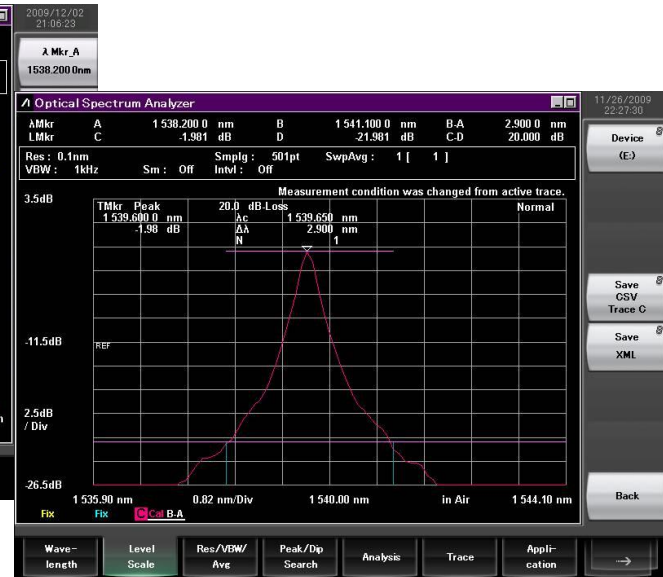 2009/12/02
21:06:23
λ Mkr_A
1538.200 0nm
Optical Spectrum Analyzer
11/26/2009
22:27:30
λMkr A 1 538.200 0 nm B 1 541.100 0 nm B-A 2.900 0 nm
LMkr C -1.981 dB D -21.981 dB C-D 20.000 dB
Res : 0.1nm Smplg : 501pt SwpAvg : 1 [ 1 ]
VBW : 1kHz Sm : Off Intvl : Off
Measurement condition was changed from active trace.
3.5dB
TMkr Peak 20.0 dB-Loss Normal
1 539.600 0 nm λc 1 539.650 nm
-1.98 dB Δλ 2.900 nm
N 1
-11.5dB
REF
2.5dB
/ Div
-26.5dB
1 535.90 nm 0.82 nm/Div 1 540.00 nm in Air 1 544.10 nm
Fix Fix C Cal B-A
Device
(E:)
Save
CSV
Trace C
Save
XML
Back
Wave-
length
Level
Scale
Res/VBW/
Avg
Peak/Dip
Search
Analysis
Trace
Appli-
cation
→